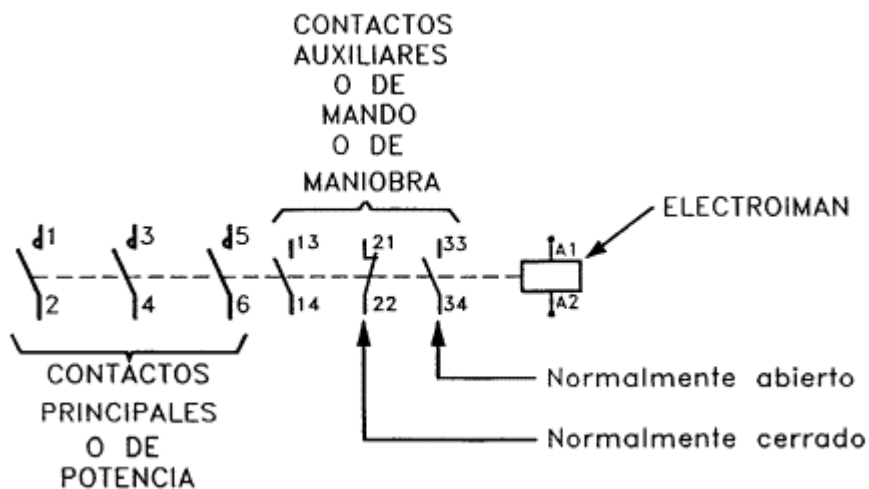 CONTACTOS
AUXILIARES
O DE
MANDO
O DE
MANIOBRA
ELECTROIMAN
1 3 5 13 21 33 A1
2 4 6 14 22 34 A2
CONTACTOS
PRINCIPALES
O DE
POTENCIA
Normalmente abierto
Normalmente cerrado